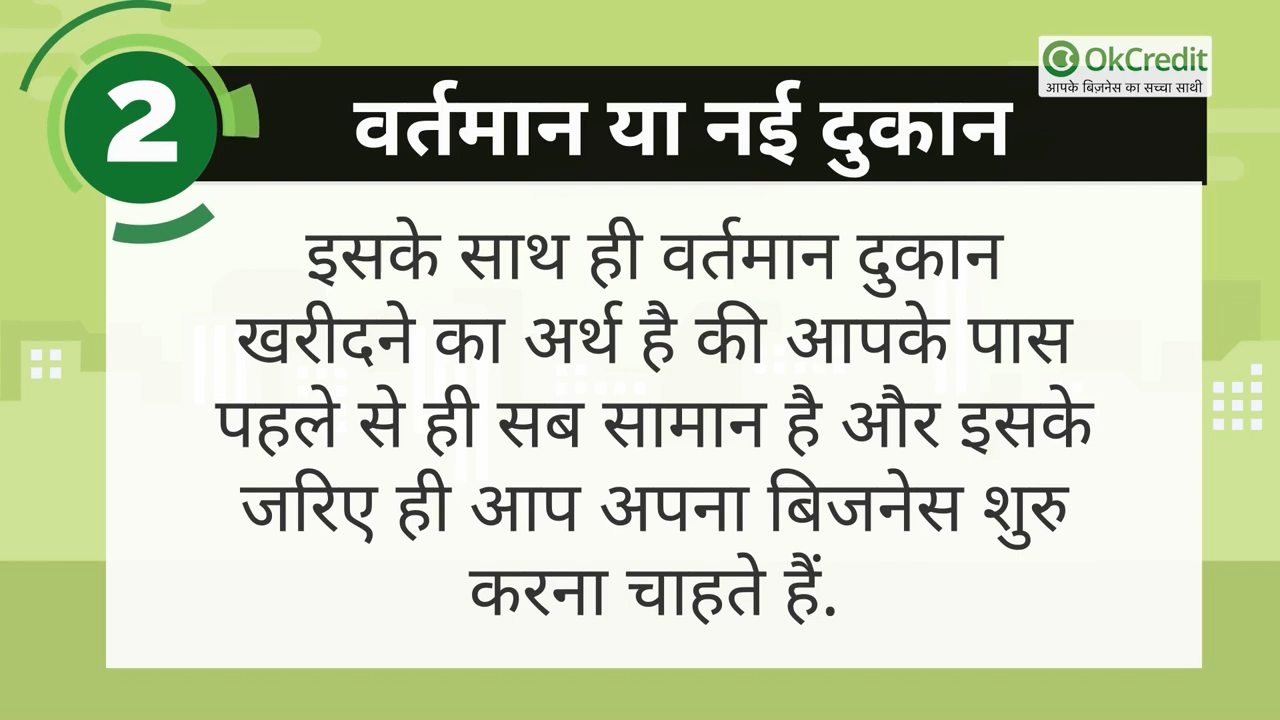 2
वर्तमान या नई दुकान
OkCredit
आपके बिज़नेस का सच्चा साथी
इसके साथ ही वर्तमान दुकान
खरीदने का अर्थ है की आपके पास
पहले से ही सब सामान है और इसके
जरिए ही आप अपना बिजनेस शुरु
करना चाहते हैं.